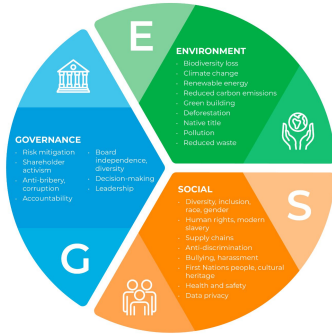 E
ENVIRONMENT
- Biodiversity loss
- Climate change
- Renewable energy
- Reduced carbon emissions
- Green building
- Deforestation
- Native title
- Pollution
- Reduced waste
GOVERNANCE
- Risk mitigation
- Shareholder
activism
- Anti-bribery,
corruption
- Accountability
- Board
independence,
diversity
- Decision-making
- Leadership
G
SOCIAL
- Diversity, inclusion,
race, gender
- Human rights, modern
slavery
- Supply chains
- Anti-discrimination
- Bullying, harassment
- First Nations people, cultural
heritage
- Health and safety
- Data privacy
S